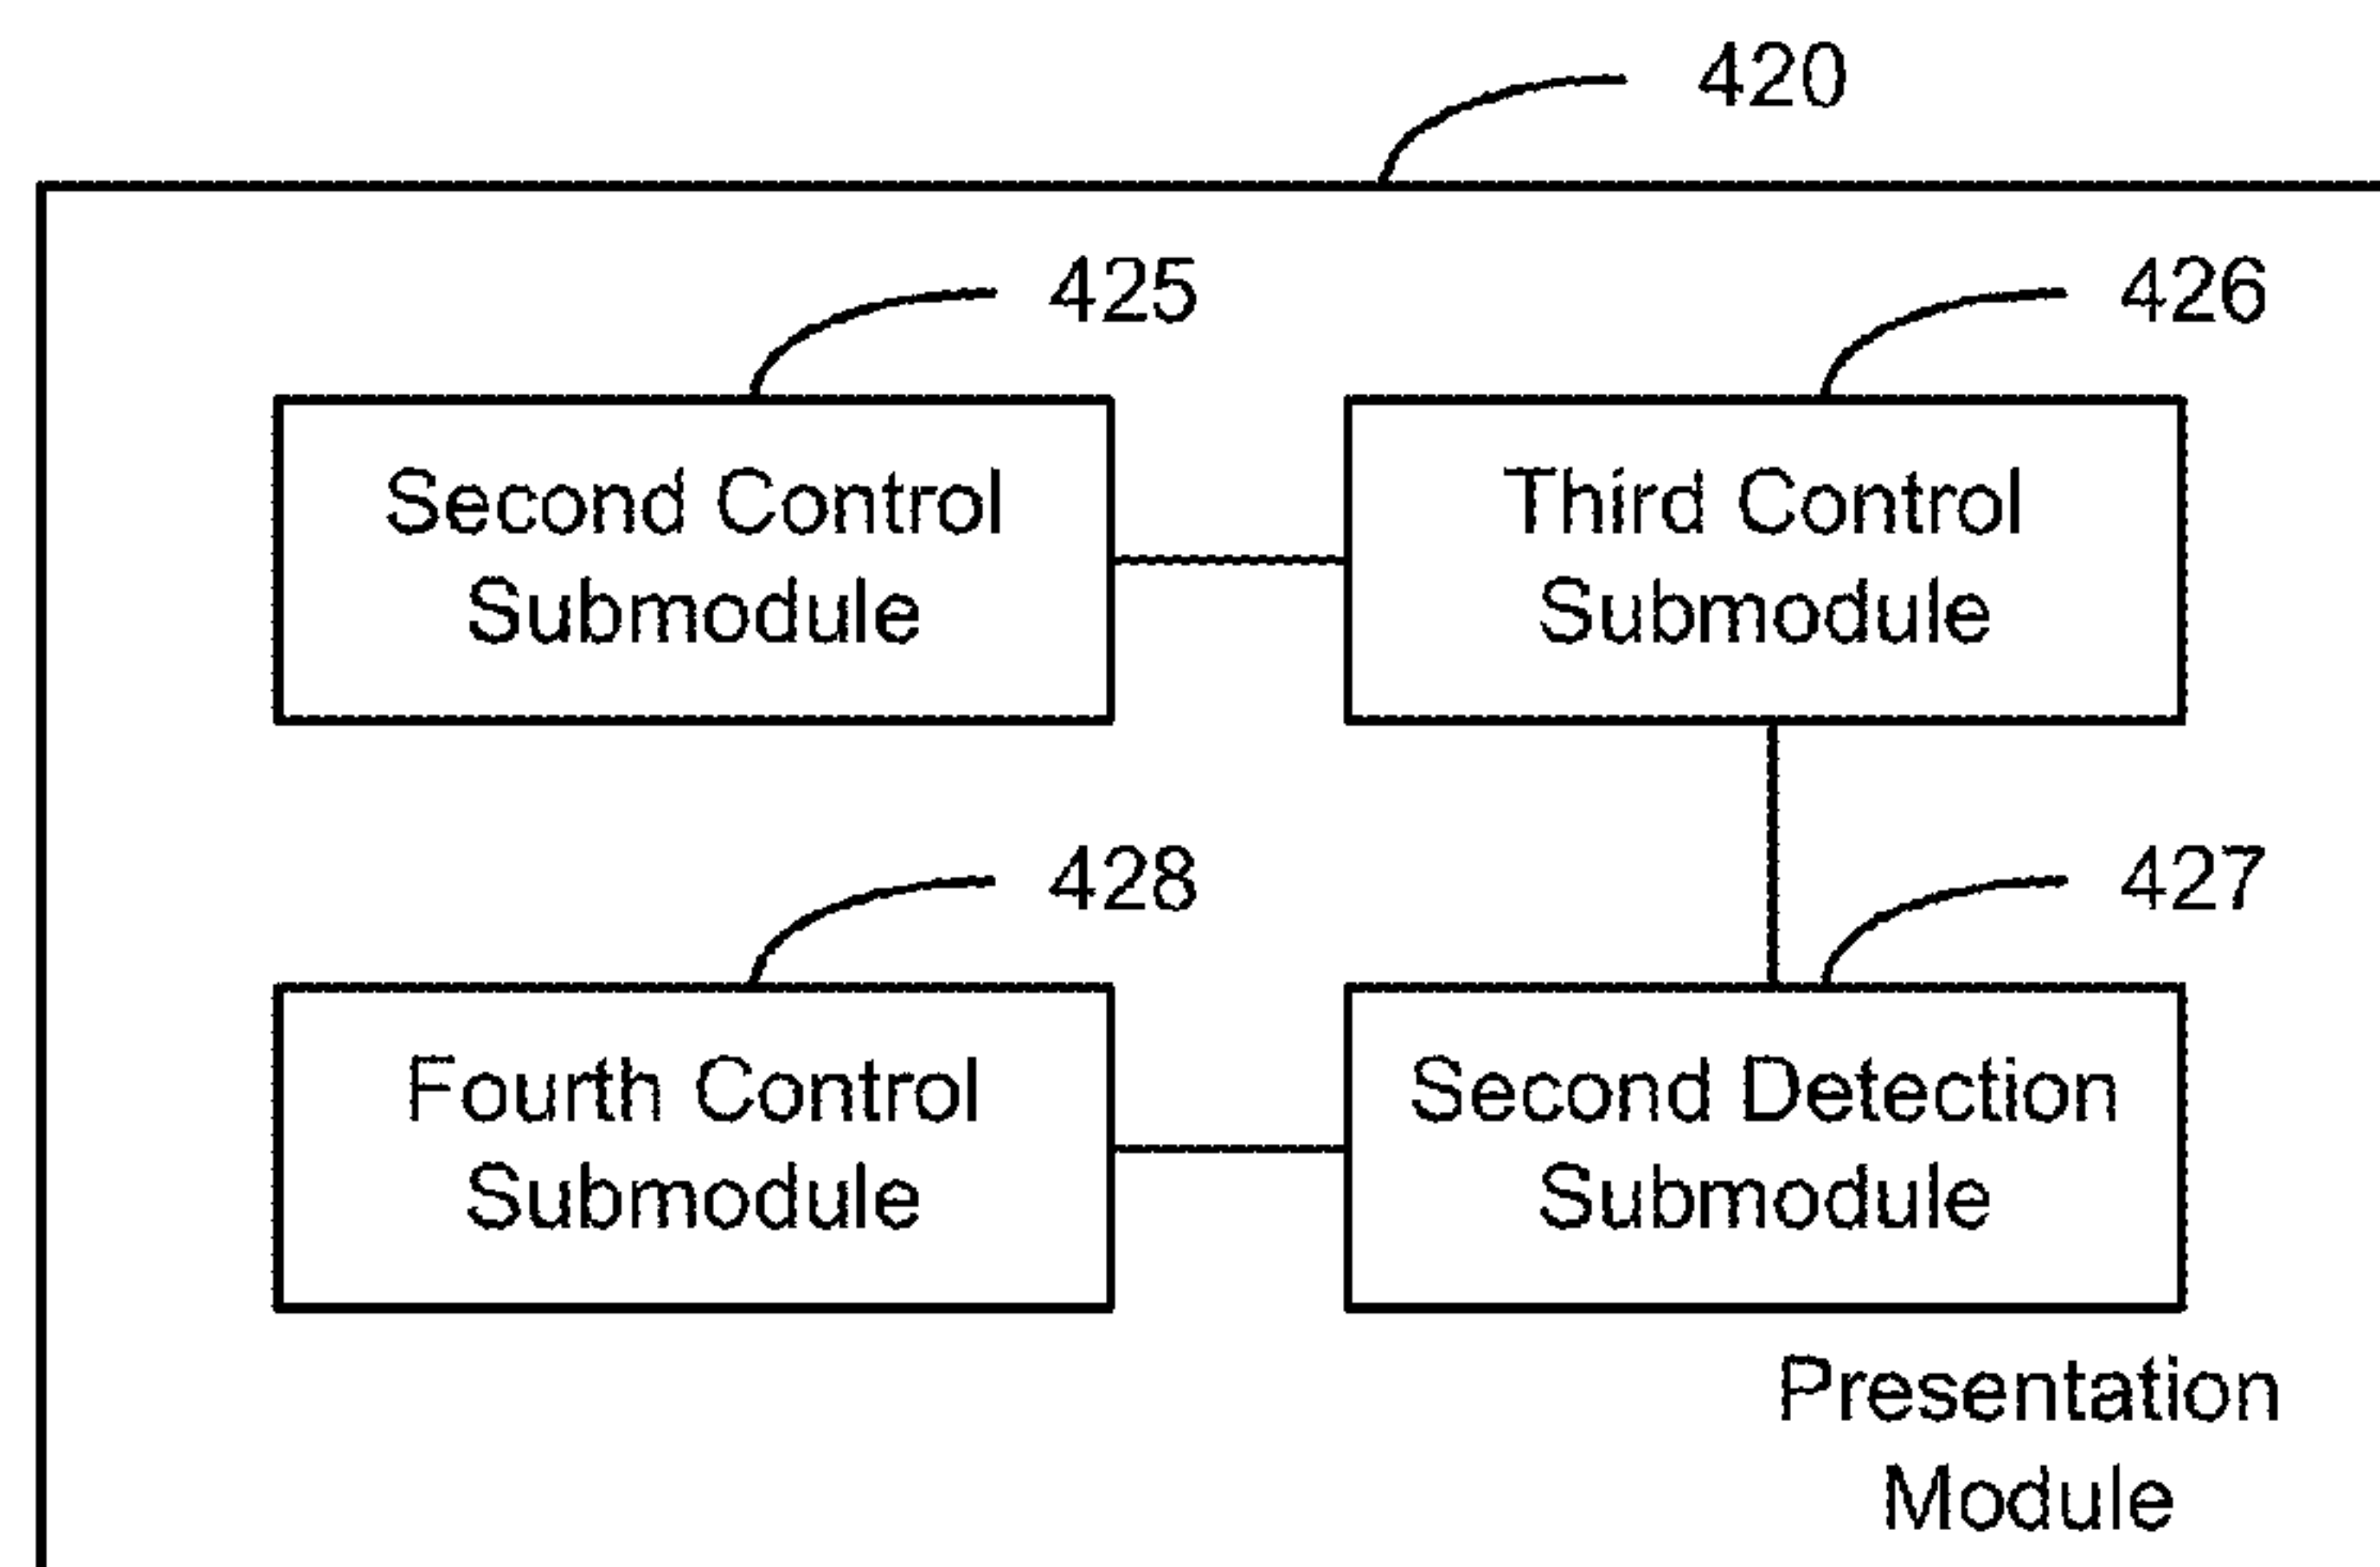 420
425
426
Second Control
Submodule
Third Control
Submodule
428
427
Fourth Control
Submodule
Second Detection
Submodule
Presentation
Module